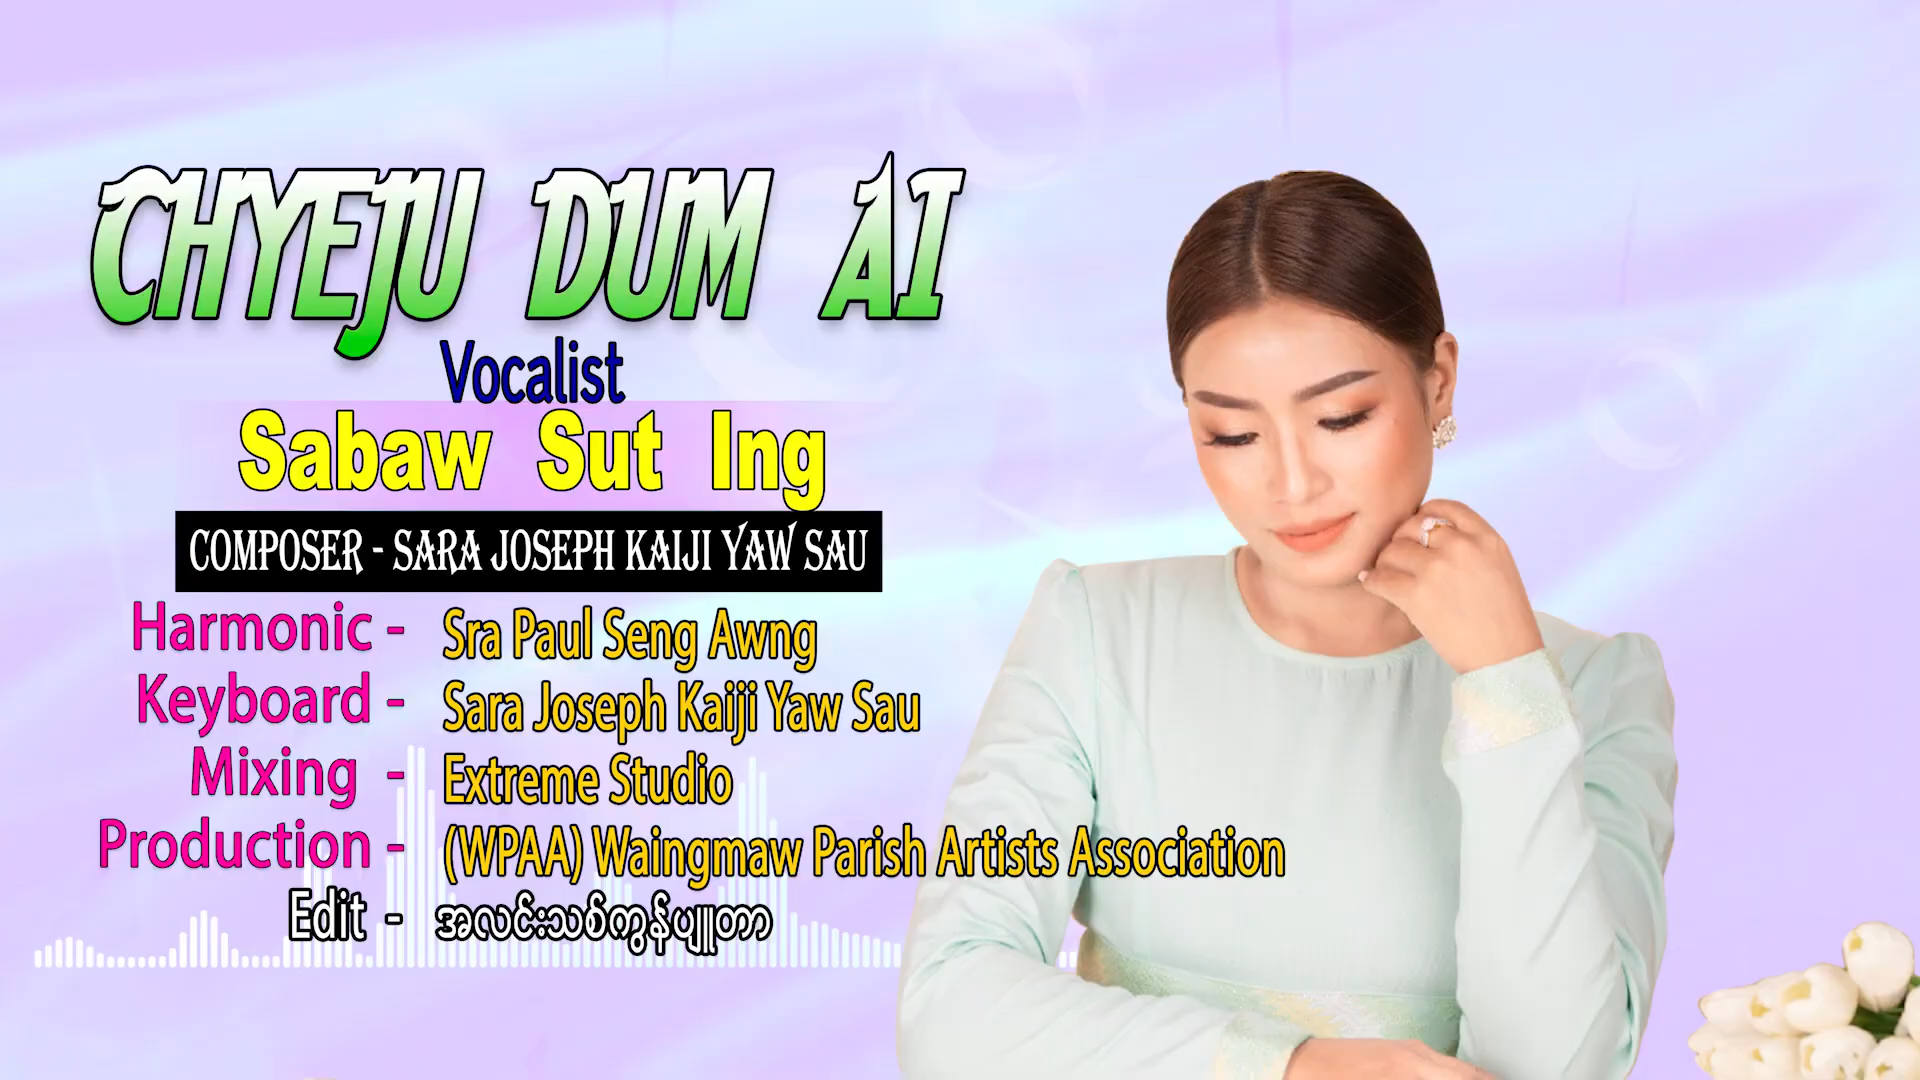 CHYEJU DUM AI
Vocalist
Sabaw Sut Ing
COMPOSER - SARA JOSEPH KAIJI YAW SAU
Harmonic - Sra Paul Seng Awng
Keyboard - Sara Joseph Kaiji Yaw Sau
Mixing - Extreme Studio
Production - (WPAA) Waingmaw Parish Artists Association
Edit - အလင်းသစ်ကွန်ပျူတာ